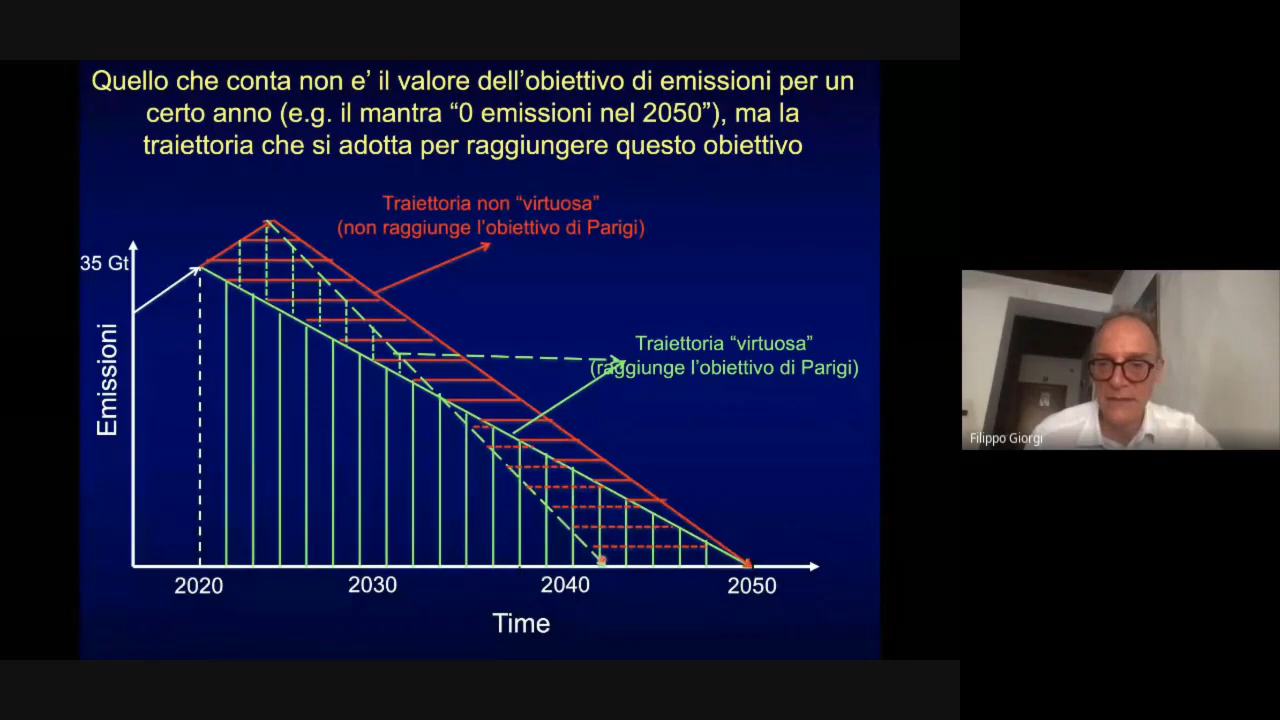 Quello che conta non e' il valore dell'obiettivo di emissioni per un
certo anno (e.g. il mantra “0 emissioni nel 2050”), ma la
traiettoria che si adotta per raggiungere questo obiettivo
Traiettoria non “virtuosa”
(non raggiunge l'obiettivo di Parigi)
35 Gt
Traiettoria “virtuosa”
(raggiunge l'obiettivo di Parigi)
Emissioni
2020
2030
2040
2050
Time
Filippo Giorgi